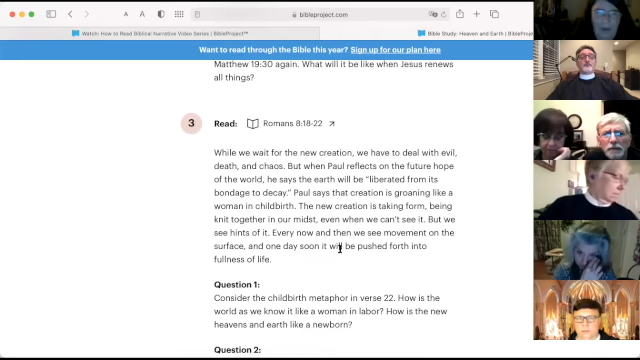 bibleproject.com
Watch: How to Read Biblical Narrative Video Series | BibleProject™
Bible Study: Heaven and Earth | BibleProje
Want to read through the Bible this year? Sign up for our plan here
Matthew 19:30 again. What will it be like when Jesus renews
all things?
3 Read: Romans 8:18-22
While we wait for the new creation, we have to deal with evil,
death, and chaos. But when Paul reflects on the future hope
of the world, he says the earth will be “liberated from its
bondage to decay.” Paul says that creation is groaning like a
woman in childbirth. The new creation is taking form, being
knit together in our midst, even when we can’t see it. But we
see hints of it. Every now and then we see movement on the
surface, and one day soon it will be pushed forth into
fullness of life.
Question 1:
Consider the childbirth metaphor in verse 22. How is the
world as we know it like a woman in labor? How is the new
heavens and earth like a newborn?
Question 2: